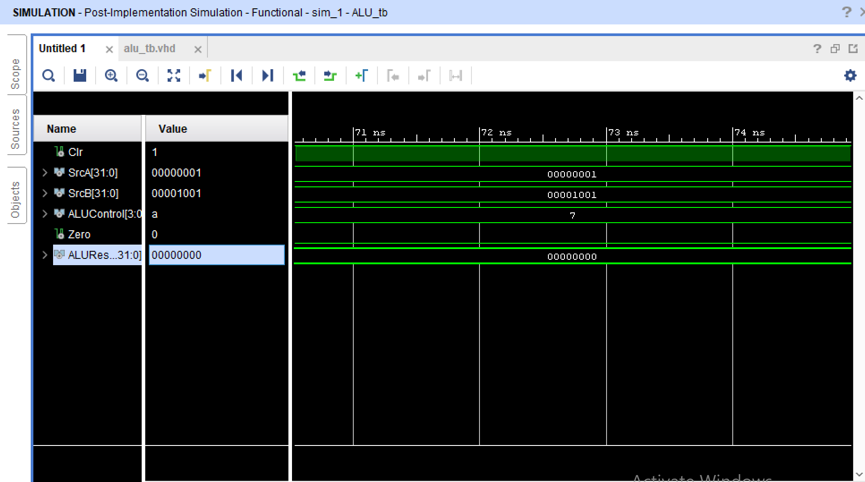 SIMULATION - Post-Implementation Simulation - Functional - sim_1 - ALU_tb
Untitled 1
alu_tb.vhd
Scope
Sources
Objects
Name Value
Clr 1
SrcA[31:0] 00000001
SrcB[31:0] 00001001
ALUControl[3:0 a
Zero 0
ALURes...31:0] 00000000
71 ns 72 ns 73 ns 74 ns
00000001
00001001
7
00000000
Activate Windows